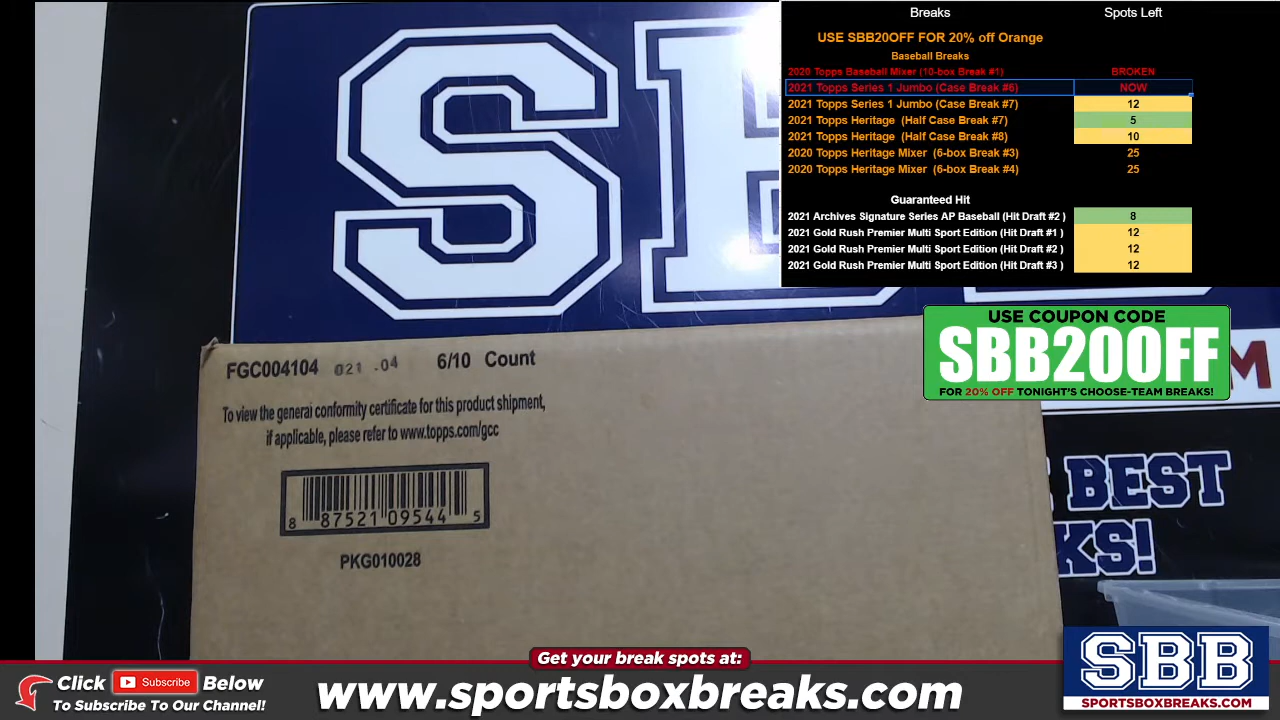 Breaks Spots Left
USE SBB20OFF FOR 20% off Orange
Baseball Breaks
2020 Topps Baseball Mixer (10-box Break #1) BROKEN
2021 Topps Series 1 Jumbo (Case Break #6) NOW
2021 Topps Series 1 Jumbo (Case Break #7) 12
2021 Topps Heritage (Half Case Break #7) 5
2021 Topps Heritage (Half Case Break #8) 10
2020 Topps Heritage Mixer (6-box Break #3) 25
2020 Topps Heritage Mixer (6-box Break #4) 25
Guaranteed Hit
2021 Archives Signature Series AP Baseball (Hit Draft #2 ) 8
2021 Gold Rush Premier Multi Sport Edition (Hit Draft #1 ) 12
2021 Gold Rush Premier Multi Sport Edition (Hit Draft #2 ) 12
2021 Gold Rush Premier Multi Sport Edition (Hit Draft #3 ) 12
USE COUPON CODE
SBB20OFF
FOR 20% OFF TONIGHT'S CHOOSE-TEAM BREAKS!
FGC004104 021 .04 6/10 Count
To view the general conformity certificate for this product shipment,
if applicable, please refer to www.topps.com/gcc
8 87521 09544 5
PKG010028
BEST
KS!
Get your break spots at:
Click Subscribe Below
To Subscribe To Our Channel!
www.sportsboxbreaks.com
SBB
SPORTSBOXBREAKS.COM